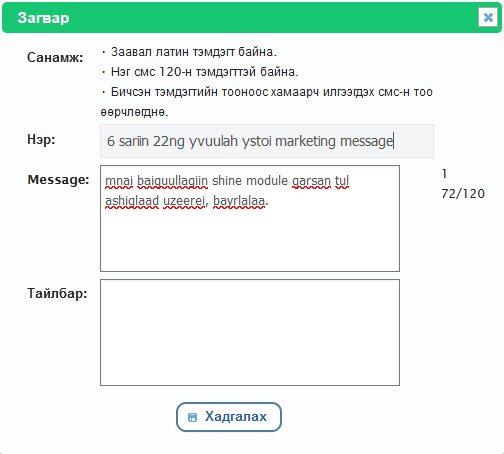 Загвар
Санамж:
· Заавал латин тэмдэгт байна.
· Нэг смс 120-н тэмдэгттэй байна.
· Бичсэн тэмдэгтийн тооноос хамаарч илгээгдэх смс-н тоо
өөрчлөгднө.
Нэр:
6 sariin 22ng yvuulah ystoi marketing message
Message:
mnai baiguullagiin shine module garsan tul
ashiglaad uzeerei, bayrlalaa.
1
72/120
Тайлбар:
Хадгалах